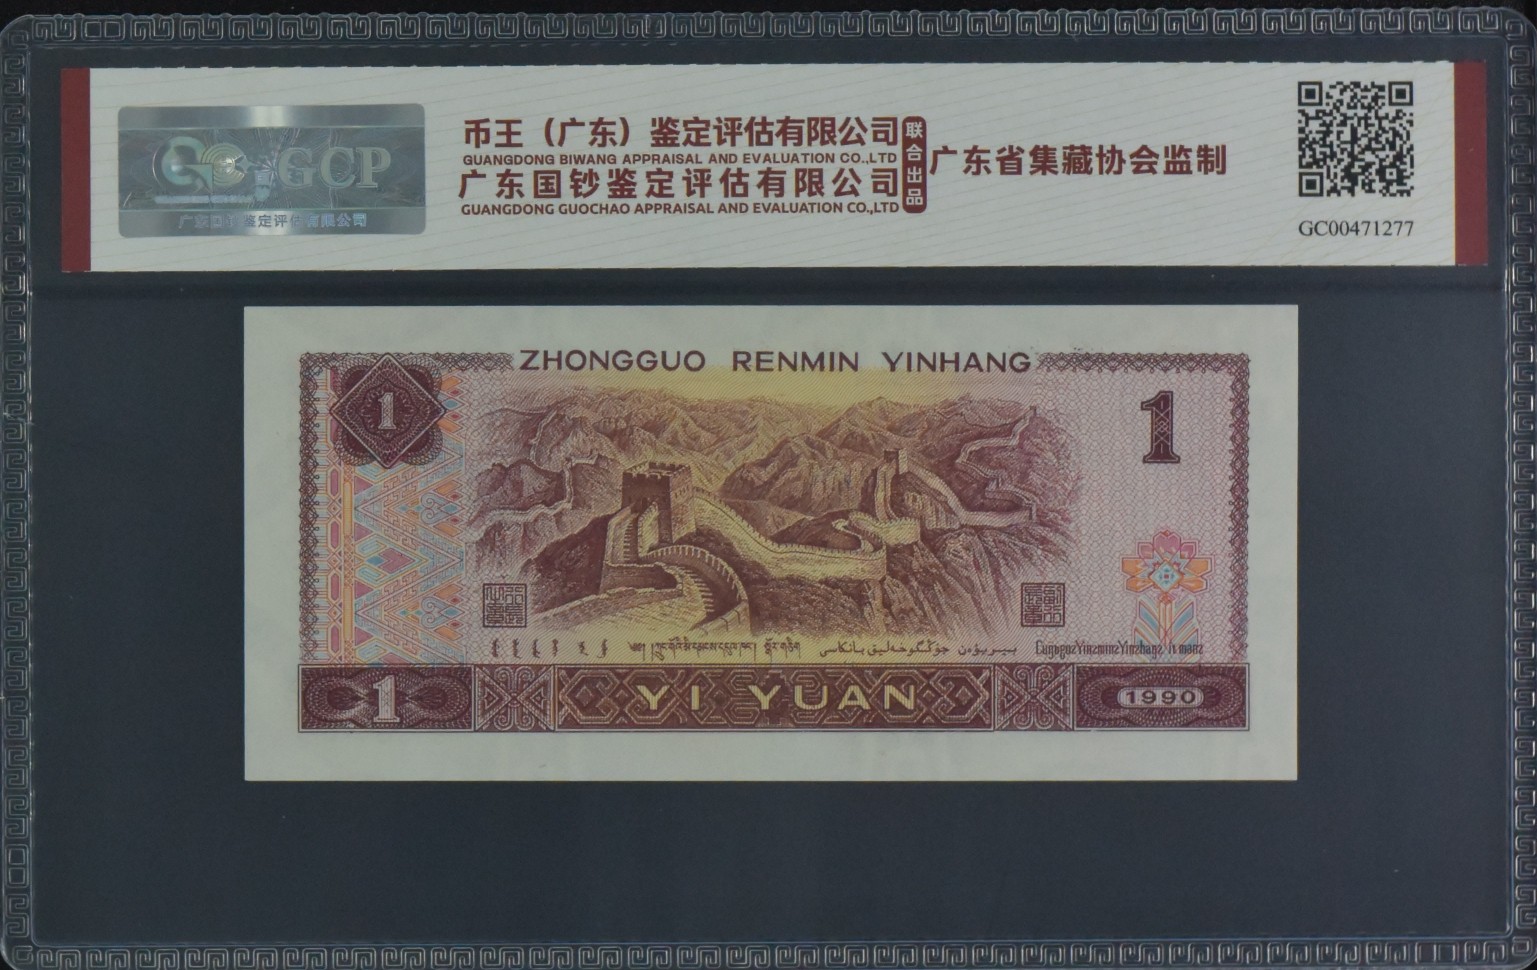 币王（广东）鉴定评估有限公司
GUANGDONG BIWANG APPRAISAL AND EVALUATION CO.,LTD
广东国钞鉴定评估有限公司
GUANGDONG GUOCHAO APPRAISAL AND EVALUATION CO.,LTD
联合出品
广东省集藏协会监制
GCP
广东国钞鉴定评估有限公司
GC00471277
ZHONGGUO RENMIN YINHANG
1
1
1 YI YUAN 1990